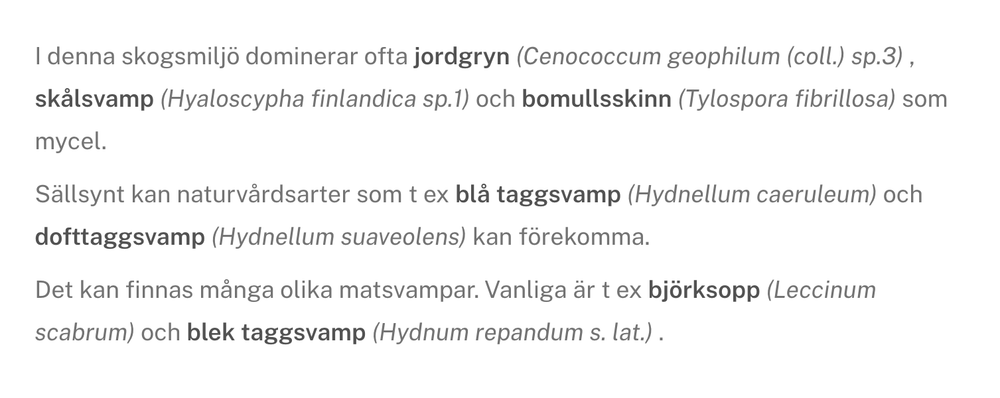 I denna skogsmiljö dominerar ofta jordgryn (Cenococcum geophilum (coll.) sp.3) ,
skålsvamp (Hyaloscypha finlandica sp.1) och bomullsskinn (Tylospora fibrillosa) som
mycel.
Sällsynt kan naturvårdsarter som t ex blå taggsvamp (Hydnellum caeruleum) och
dofttaggsvamp (Hydnellum suaveolens) kan förekomma.
Det kan finnas många olika matsvampar. Vanliga är t ex björksopp (Leccinum
scabrum) och blek taggsvamp (Hydnum repandum s. lat.) .